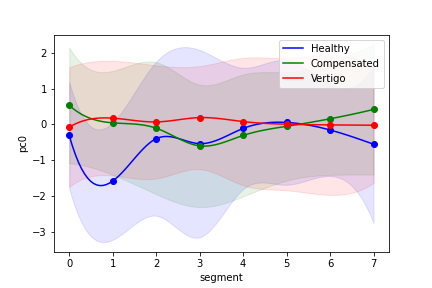 Healthy
Compensated
Vertigo
2
1
0
−1
−2
−3
pc0
0 1 2 3 4 5 6 7
segment